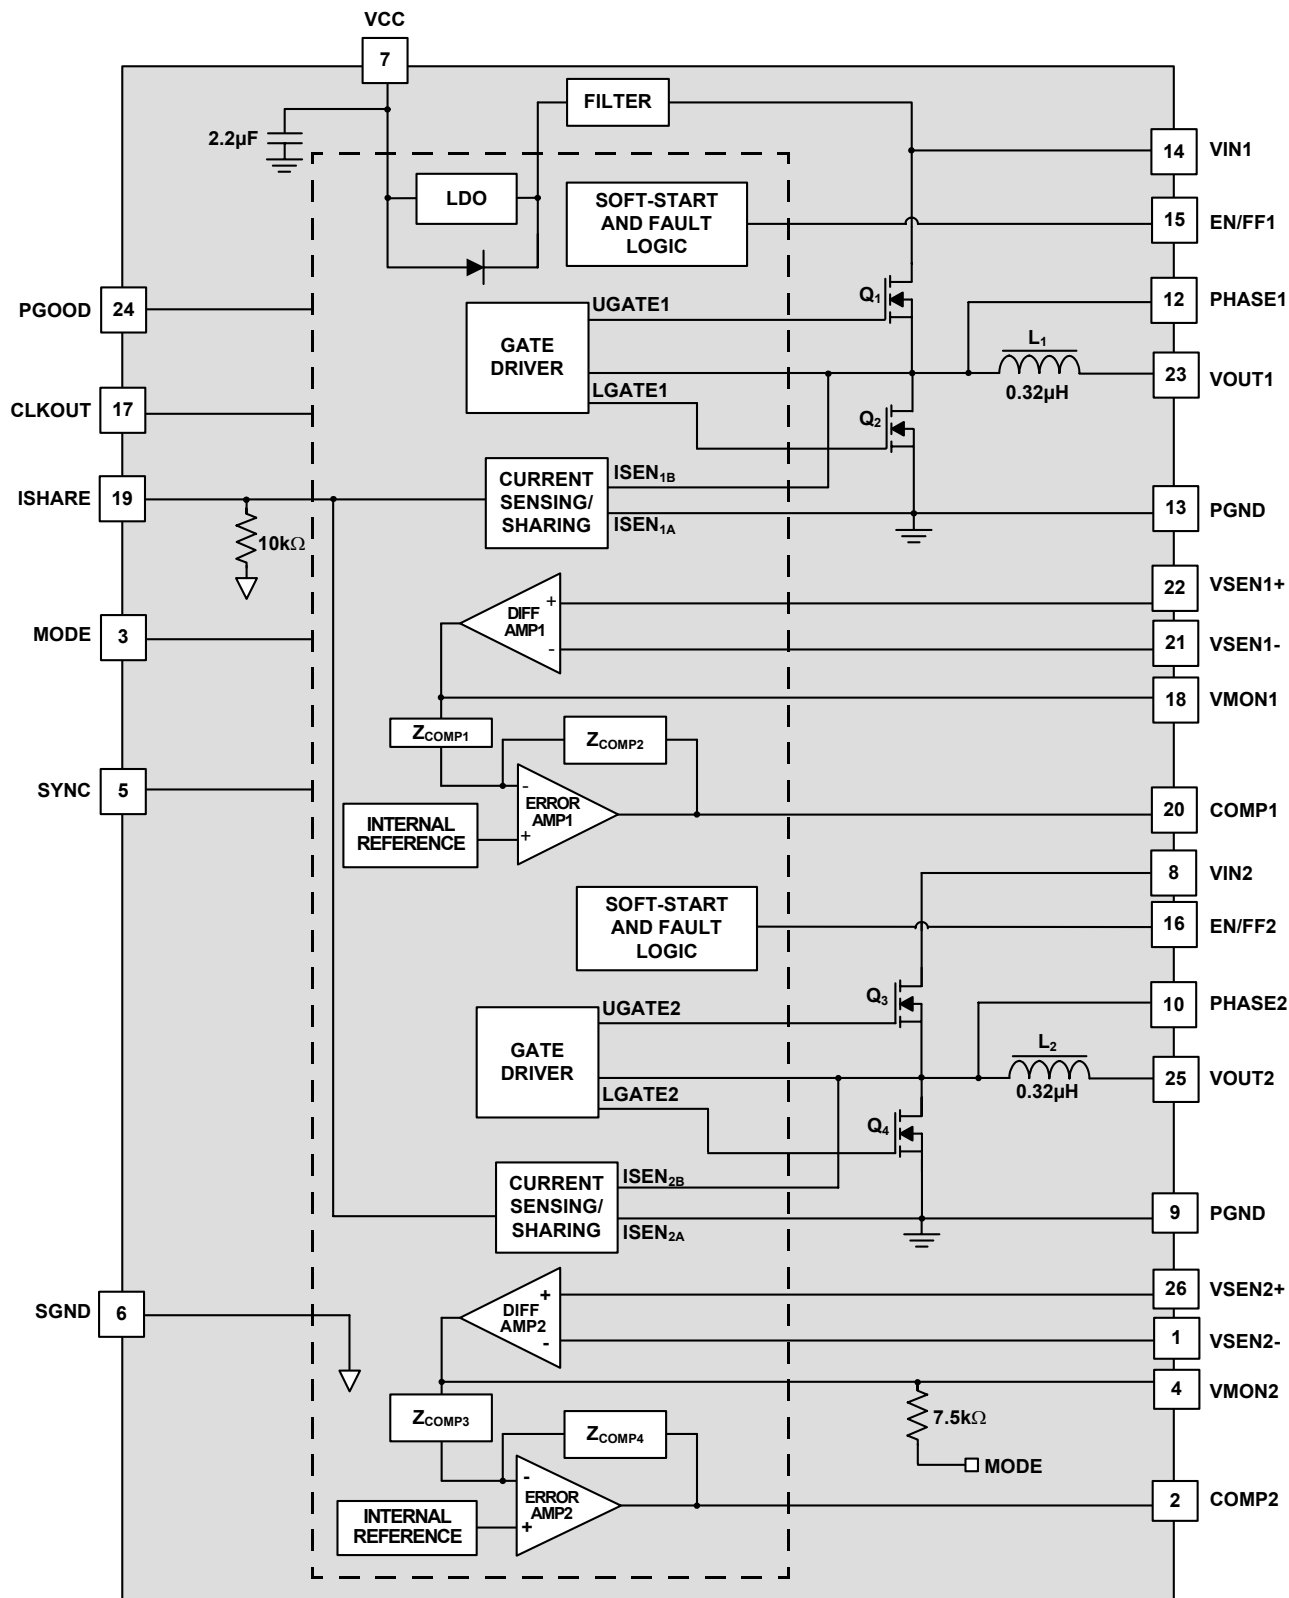 VCC
7
FILTER
2.2µF
14 VIN1
LDO
SOFT-START
AND FAULT
LOGIC
15 EN/FF1
PGOOD 24
UGATE1
Q1
12 PHASE1
GATE
DRIVER
L1
0.32µH
23 VOUT1
CLKOUT 17
LGATE1
Q2
ISHARE 19
10kΩ
CURRENT
SENSING/
SHARING
ISEN1B
ISEN1A
13 PGND
22 VSEN1+
+
DIFF
AMP1
-
MODE 3
21 VSEN1-
18 VMON1
ZCOMP1
ZCOMP2
SYNC 5
-
ERROR
AMP1
+
INTERNAL
REFERENCE
20 COMP1
8 VIN2
SOFT-START
AND FAULT
LOGIC
16 EN/FF2
UGATE2
Q3
10 PHASE2
GATE
DRIVER
L2
0.32µH
25 VOUT2
LGATE2
Q4
CURRENT
SENSING/
SHARING
ISEN2B
ISEN2A
9 PGND
SGND 6
26 VSEN2+
+
DIFF
AMP2
-
1 VSEN2-
4 VMON2
ZCOMP3
ZCOMP4
7.5kΩ
MODE
-
ERROR
AMP2
+
INTERNAL
REFERENCE
2 COMP2